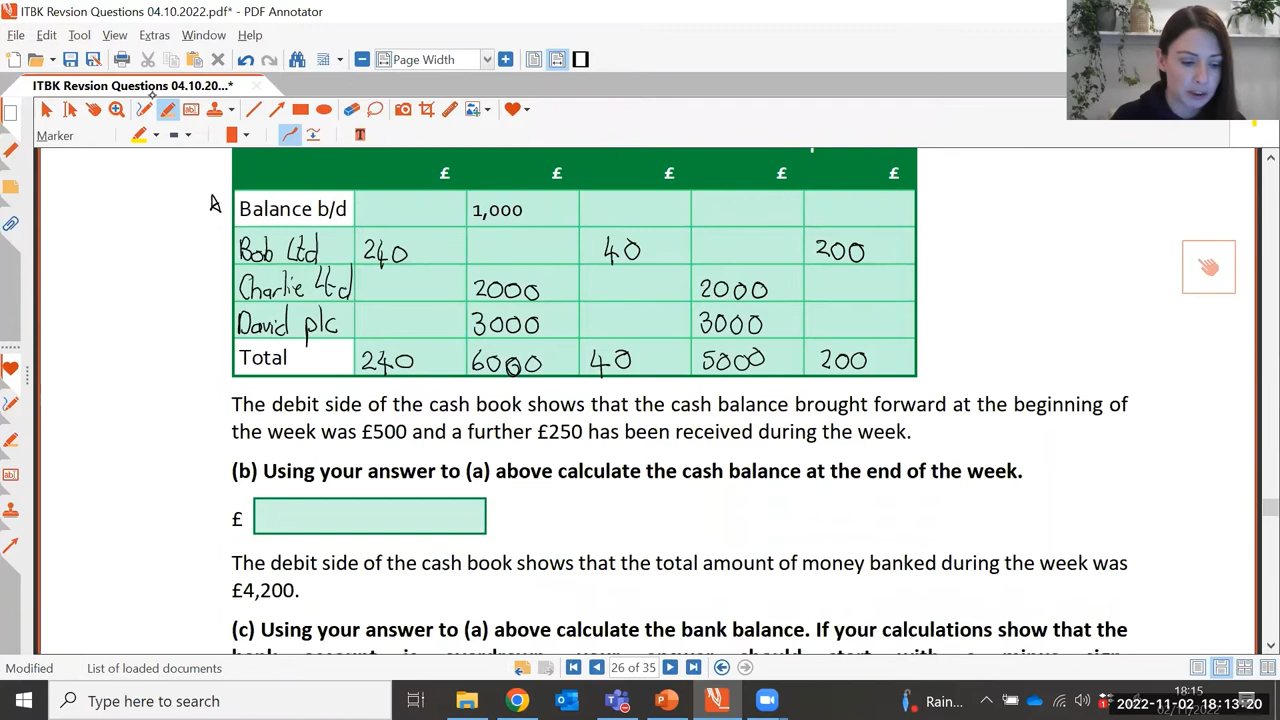 ITBK Revsion Questions 04.10.2022.pdf* - PDF Annotator
File Edit Tool View Extras Window Help
Page Width
ITBK Revsion Questions 04.10.20...*
Marker
£ £ £ £ £
Balance b/d 1,000
Bob Ltd 240 40 200
Charlie Ltd 2000 2000
David plc 3000 3000
Total 240 6000 40 5000 200
The debit side of the cash book shows that the cash balance brought forward at the beginning of
the week was £500 and a further £250 has been received during the week.
(b) Using your answer to (a) above calculate the cash balance at the end of the week.
£
The debit side of the cash book shows that the total amount of money banked during the week was
£4,200.
(c) Using your answer to (a) above calculate the bank balance. If your calculations show that the
Modified List of loaded documents 26 of 35
Type here to search
Rain...
18:15
2022-11-02 18:13:20